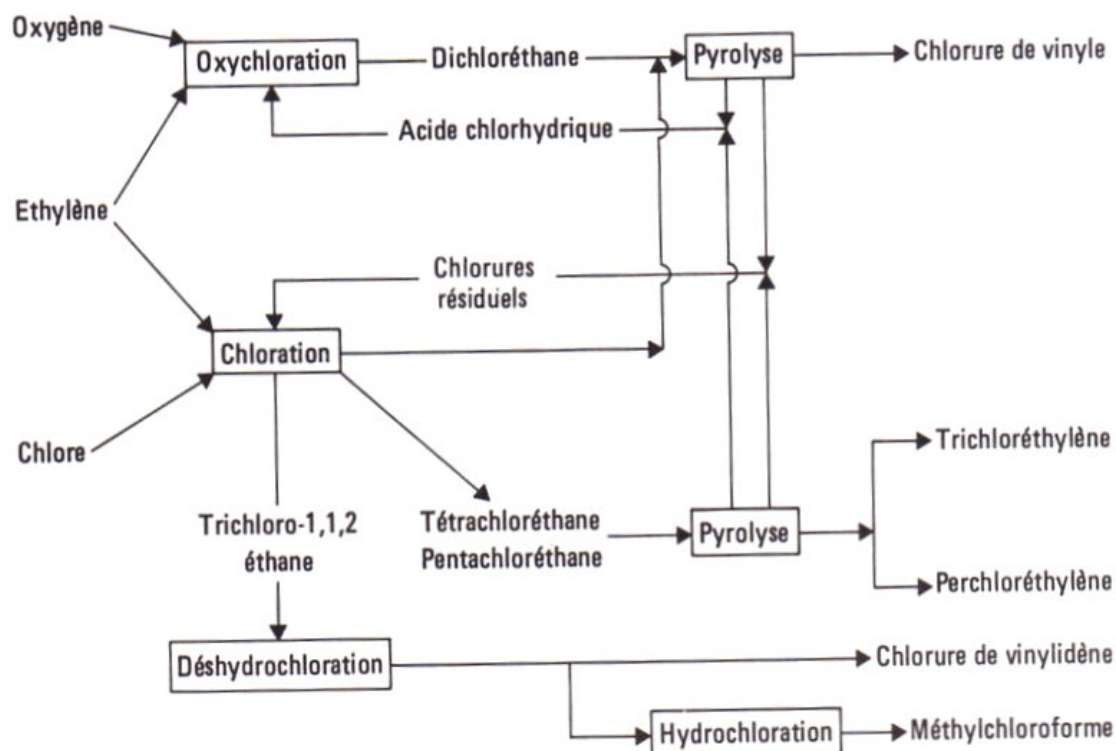 Oxygène
Oxychloration
Dichloréthane
Pyrolyse
Chlorure de vinyle
Acide chlorhydrique
Ethylène
Chlorures
résiduels
Chloration
Chlore
Trichloréthylène
Trichloro-1,1,2
éthane
Tétrachloréthane
Pentachloréthane
Pyrolyse
Perchloréthylène
Déshydrochloration
Chlorure de vinylidène
Hydrochloration
Méthylchloroforme